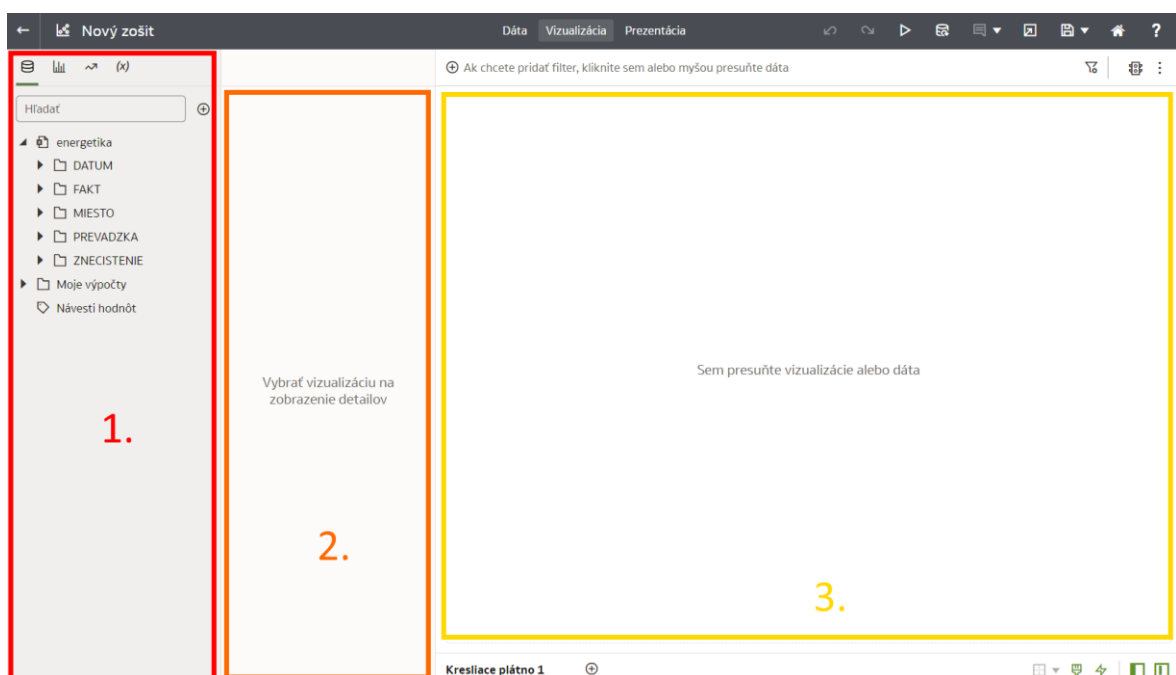 Nový zošit
Dáta Vizualizácia Prezentácia
?
(x)
Ak chcete pridať filter, kliknite sem alebo myšou presuňte dáta
Hľadať
energetika
DATUM
FAKT
MIESTO
PREVADZKA
ZNECISTENIE
Moje výpočty
Návesti hodnôt
1.
Vybrať vizualizáciu na
zobrazenie detailov
2.
Sem presuňte vizualizácie alebo dáta
3.
Kresliace plátno 1